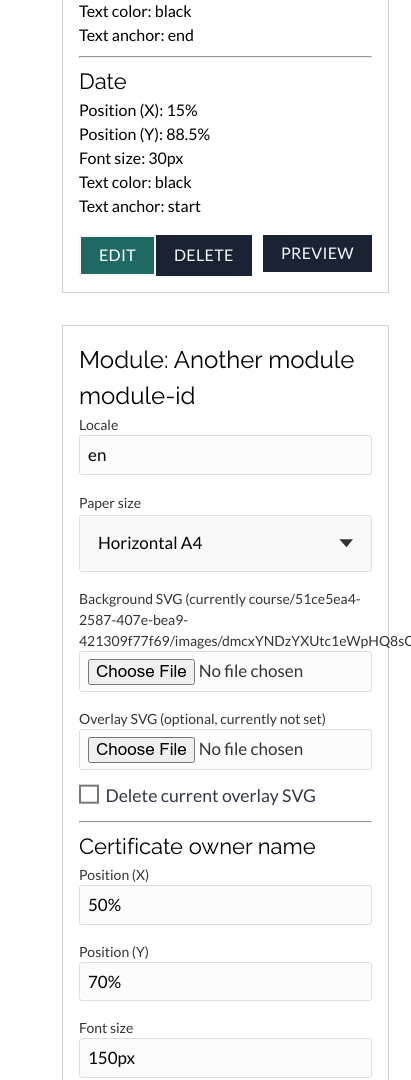 Text color: black
Text anchor: end
Date
Position (X): 15%
Position (Y): 88.5%
Font size: 30px
Text color: black
Text anchor: start
EDIT DELETE PREVIEW
Module: Another module
module-id
Locale
en
Paper size
Horizontal A4
Background SVG (currently course/51ce5ea4-
2587-407e-bea9-
421309f77f69/images/dmcxYNDzYXUtc1eWpHQ8sC
Choose File No file chosen
Overlay SVG (optional, currently not set)
Choose File No file chosen
Delete current overlay SVG
Certificate owner name
Position (X)
50%
Position (Y)
70%
Font size
150px